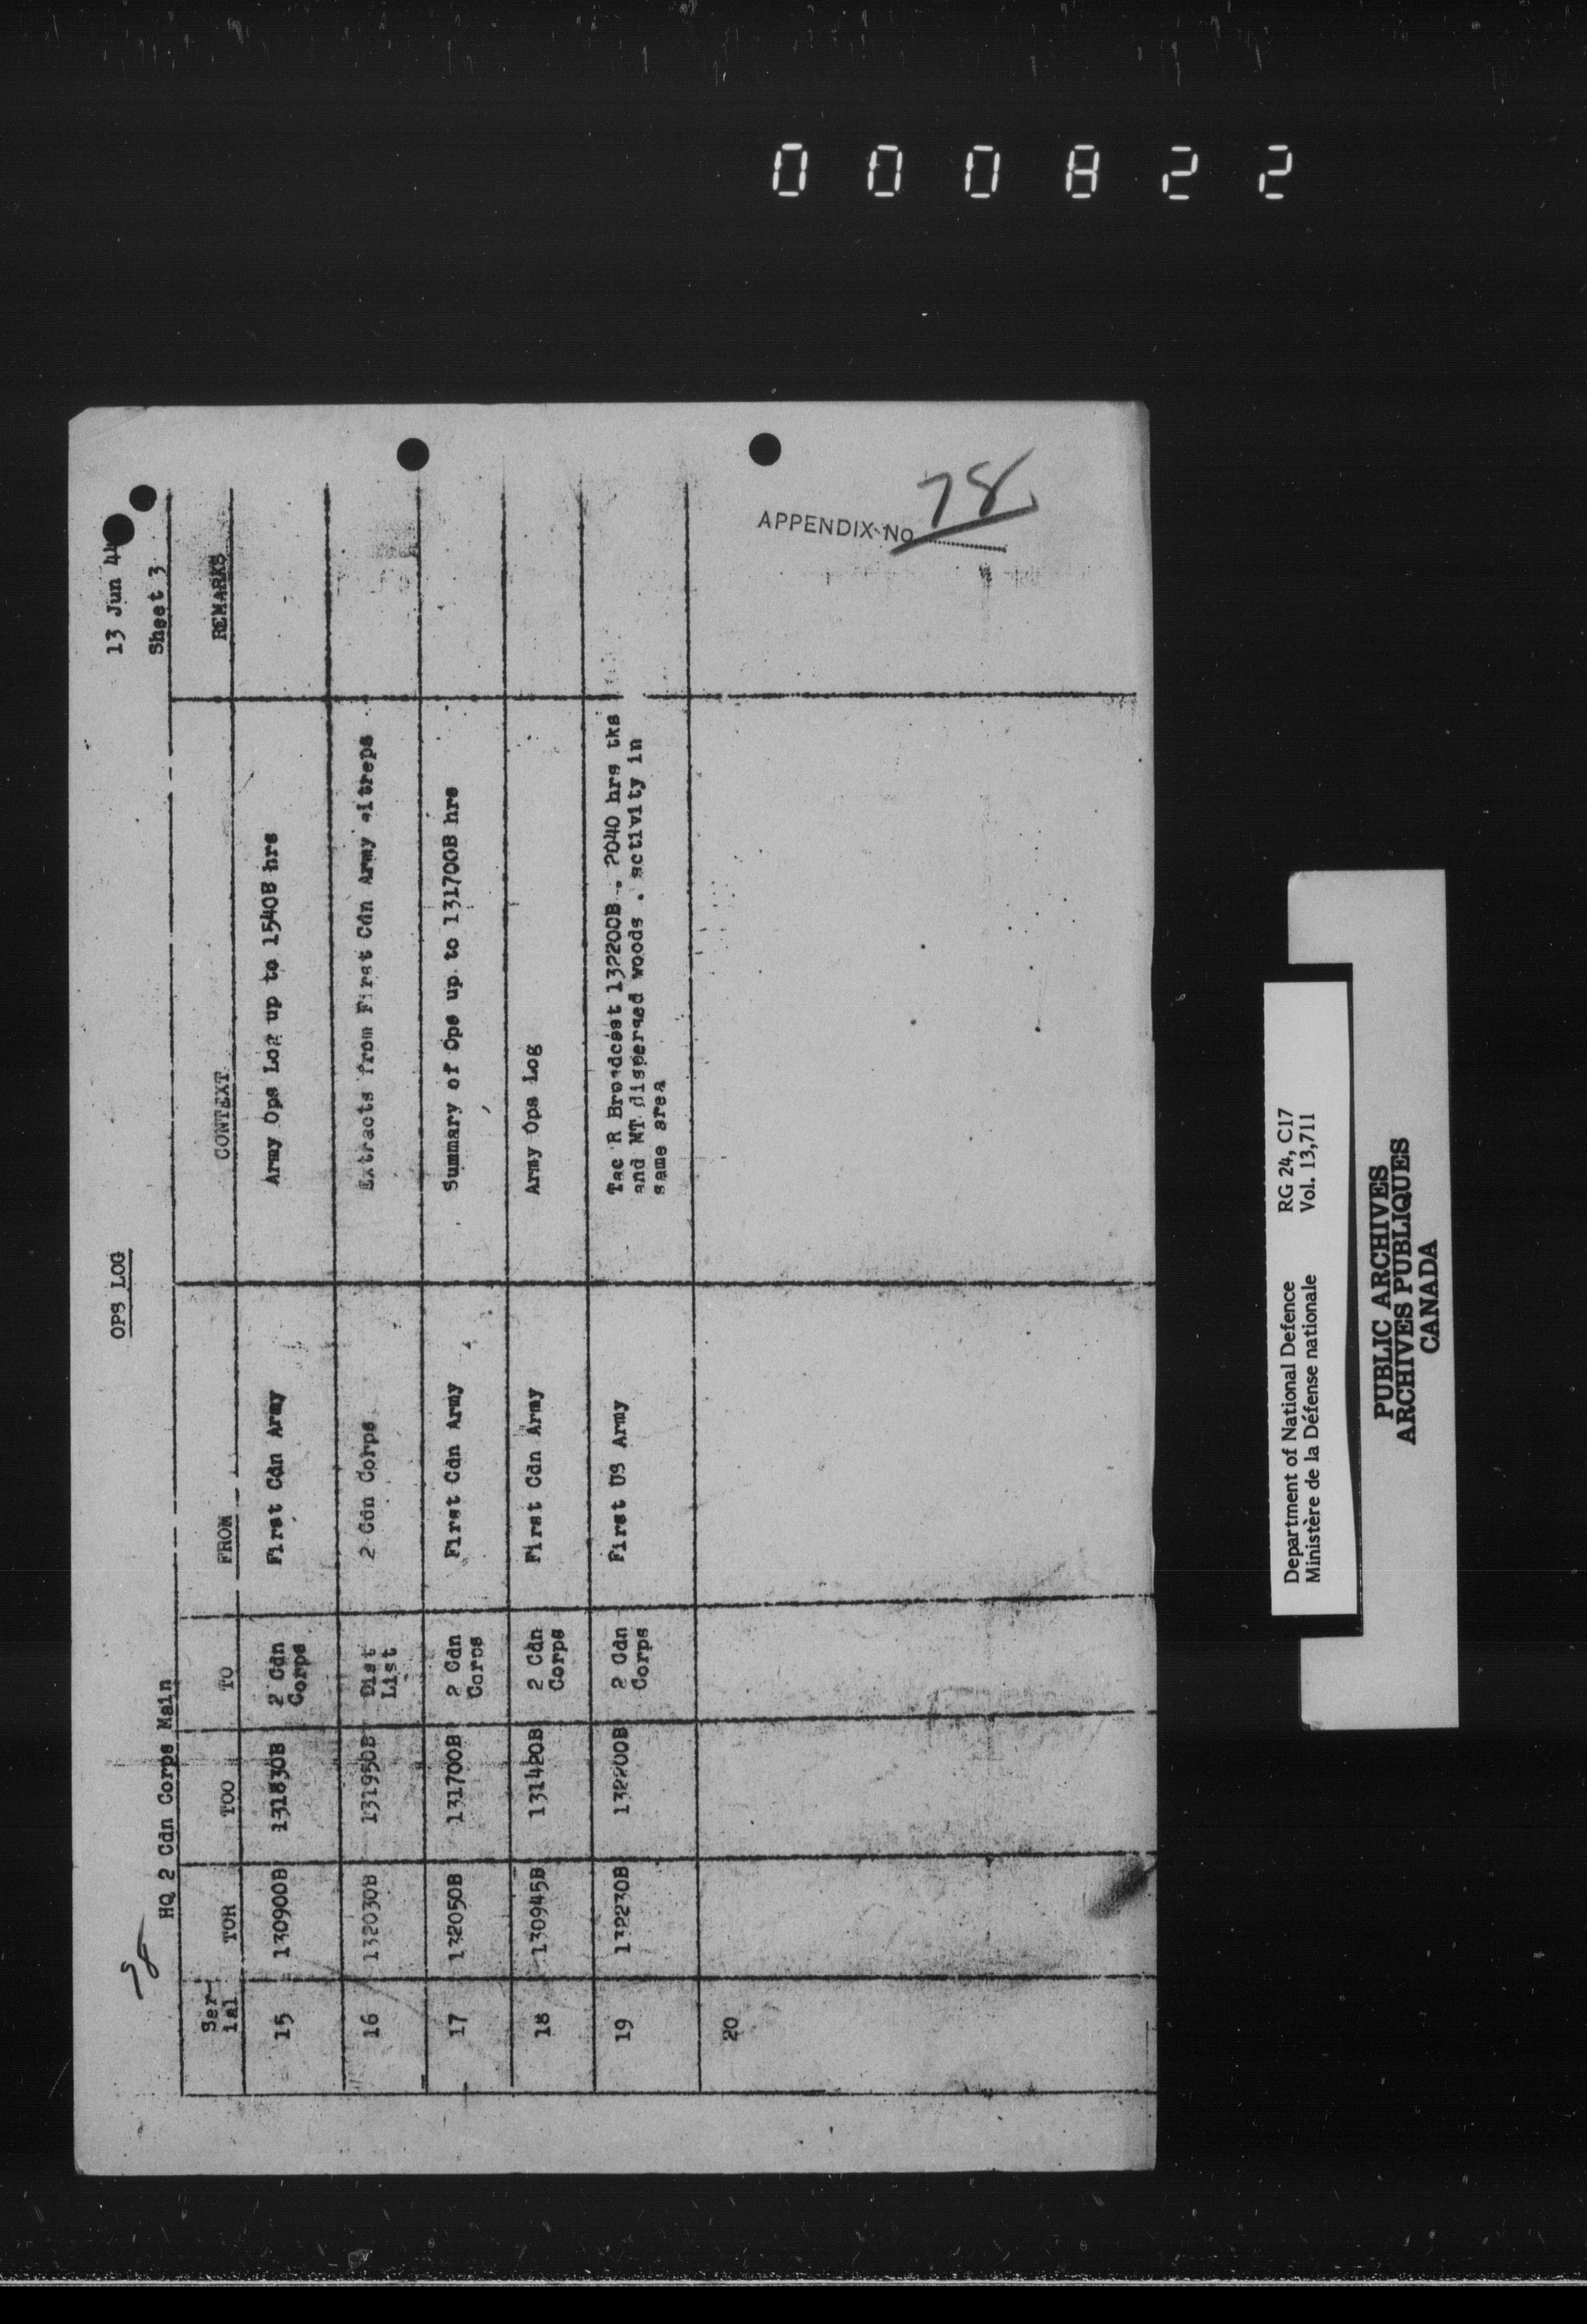 000822
13 Jun 44
Sheet 3
OPS LOG
HQ 2 Cdn Corps Main
Ser-
ial TOR TOO TO FROM CONTEXT REMARKS
15 130900B 131830B 2 Cdn Corps First Cdn Army Army Ops Log up to 1540B hrs
16 132030B 131950B Dist List 2 Cdn Corps Extracts from First Cdn Army sitreps
17 132050B 131700B 2 Cdn Corps First Cdn Army Summary of Ops up to 131700B hrs
18 130945B 131420B 2 Cdn Corps First Cdn Army Army Ops Log
19 132230B 132200B 2 Cdn Corps First US Army Tac R Broadcast 132200B . 2040 hrs tks
and MT dispersed woods . activity in
same area
20
APPENDIX No 78
Department of National Defence RG 24, C17
Ministère de la Défense nationale Vol. 13,711
PUBLIC ARCHIVES
ARCHIVES PUBLIQUES
CANADA